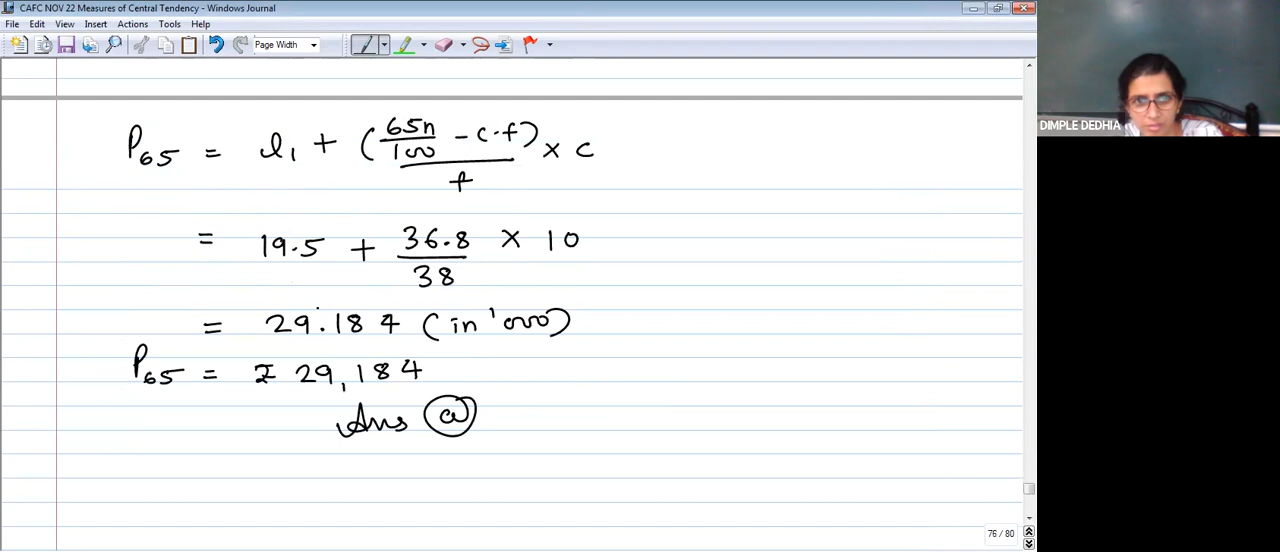 CAFC NOV 22 Measures of Central Tendency - Windows Journal
File Edit View Insert Actions Tools Help
Page Width
DIMPLE DEDHIA
P65 = l1 + (65n/100 - c.f)/f × c
= 19.5 + 36.8/38 × 10
= 29.184 (in '000)
P65 = ₹ 29,184
Ans (a)
76 / 80